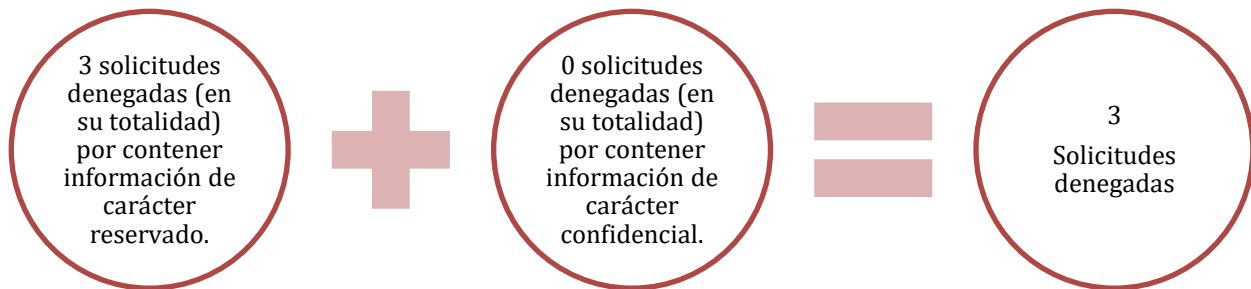 3 solicitudes
denegadas (en
su totalidad)
por contener
información de
carácter
reservado.
0 solicitudes
denegadas (en
su totalidad)
por contener
información de
carácter
confidencial.
3
Solicitudes
denegadas